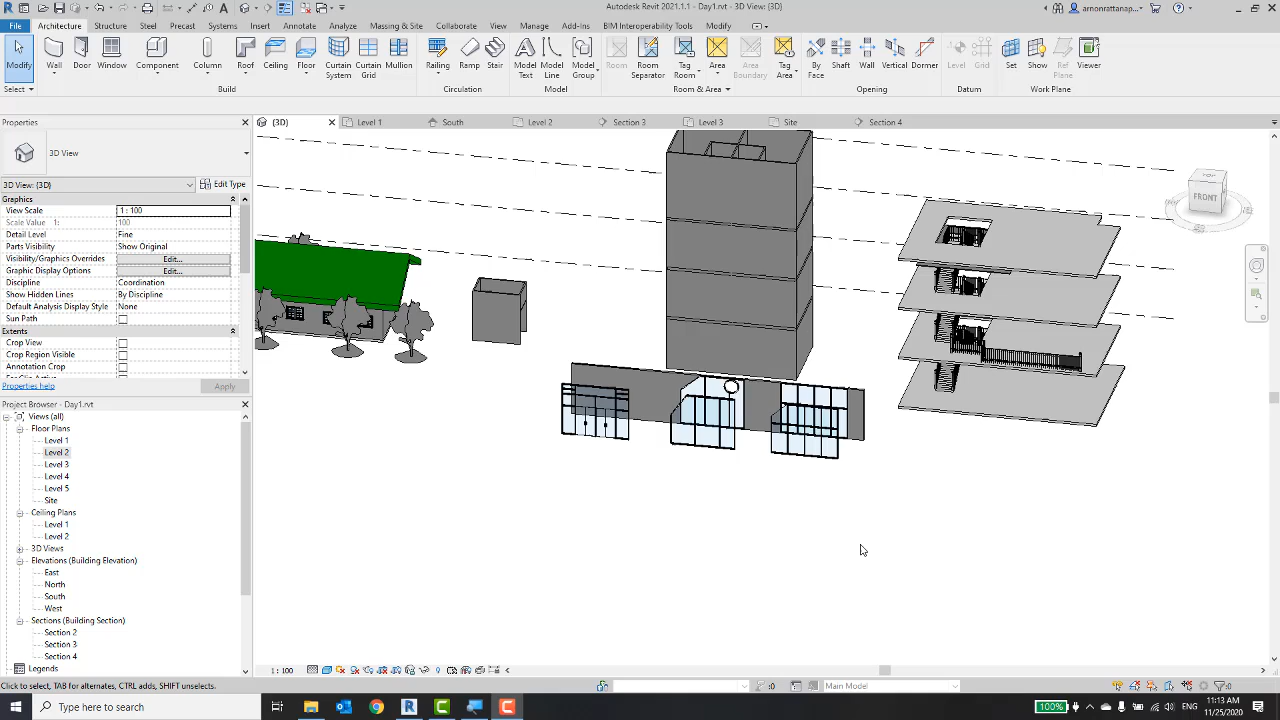 Autodesk Revit 2021.1.1 - Day1.rvt - 3D View: {3D}
arnonrattanap...
File Architecture Structure Steel Precast Systems Insert Annotate Analyze Massing & Site Collaborate View Manage Add-Ins BIM Interoperability Tools Modify
Modify Wall Door Window Component Column Roof Ceiling Floor Curtain System Curtain Grid Mullion Railing Ramp Stair Model Text Model Line Model Group Room Room Separator Tag Room Area Area Boundary Tag Area By Face Shaft Wall Vertical Dormer Level Grid Set Show Ref Plane Viewer
Select Build Circulation Model Room & Area Opening Datum Work Plane
Properties
{3D} Level 1 South Level 2 Section 3 Level 3 Site Section 4
3D View
3D View: {3D} Edit Type
Graphics
View Scale 1 : 100
Scale Value 1: 100
Detail Level Fine
Parts Visibility Show Original
Visibility/Graphics Overrides Edit...
Graphic Display Options Edit...
Discipline Coordination
Show Hidden Lines By Discipline
Default Analysis Display Style None
Sun Path
Extents
Crop View
Crop Region Visible
Annotation Crop
Properties help Apply
TOP
FRONT
Project Browser - Day1.rvt
Views (all)
Floor Plans
Level 1
Level 2
Level 3
Level 4
Level 5
Site
Ceiling Plans
Level 1
Level 2
3D Views
Elevations (Building Elevation)
East
North
South
West
Sections (Building Section)
Section 2
Section 3
Section 4
Legends
1 : 100
Click to select, TAB for alternates, CTRL adds, SHIFT unselects.
:0 Main Model :0
Type here to search
100% ENG 11:13 AM
11/25/2020